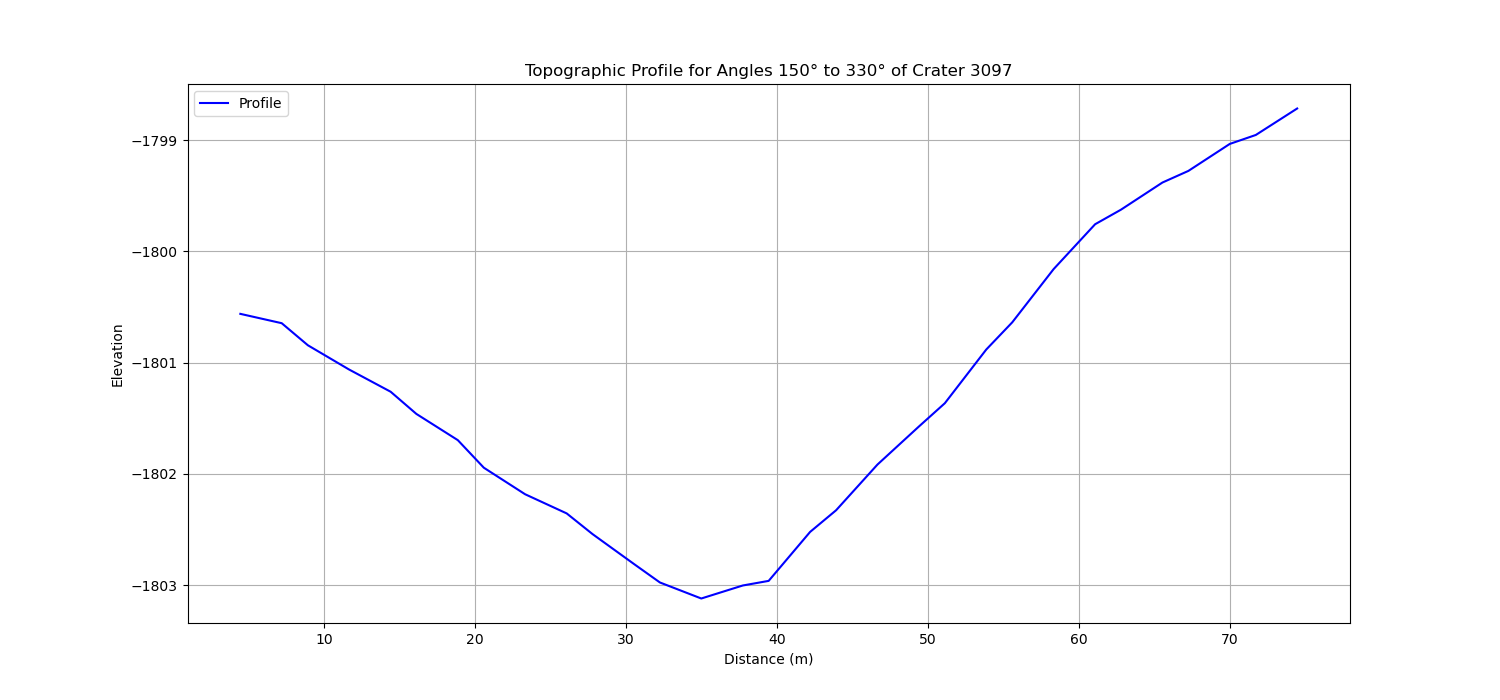 Topographic Profile for Angles 150° to 330° of Crater 3097
Profile
−1799
−1800
−1801
−1802
−1803
Elevation
10 20 30 40 50 60 70
Distance (m)